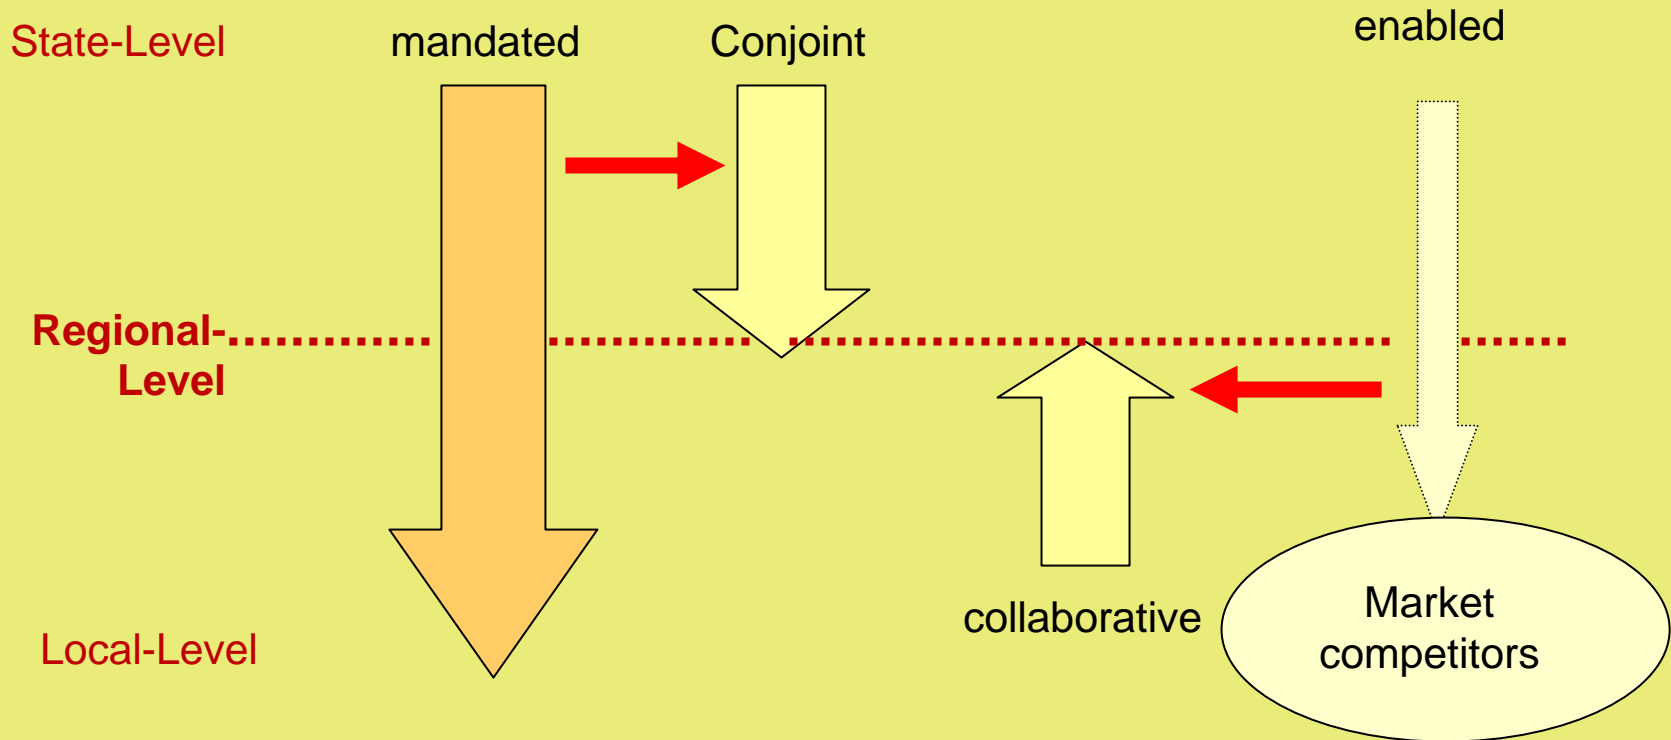 State-Level
mandated
Conjoint
enabled
Regional-
Level
collaborative
Market
competitors
Local-Level